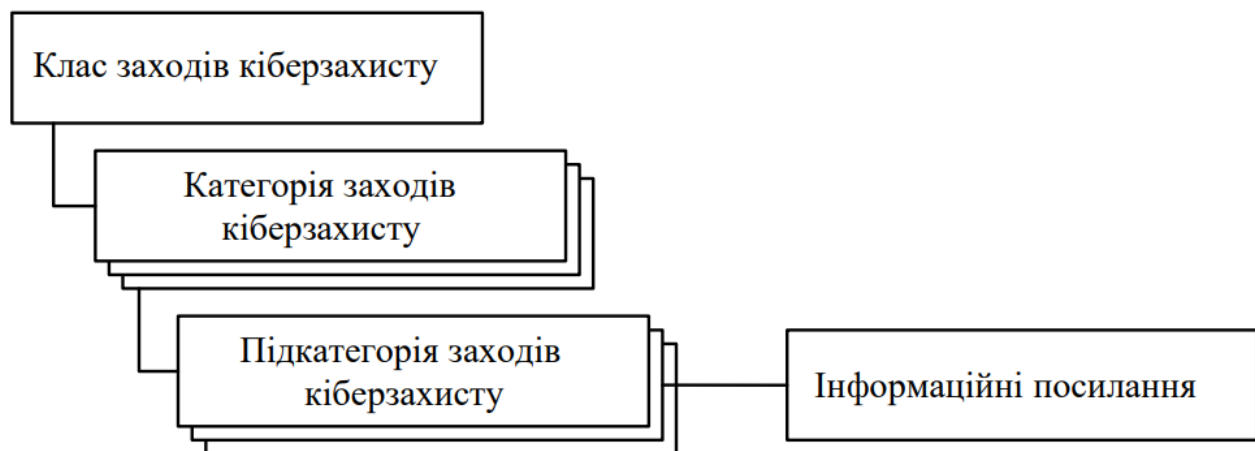 Клас заходів кіберзахисту
Категорія заходів
кіберзахисту
Підкатегорія заходів
кіберзахисту
Інформаційні посилання